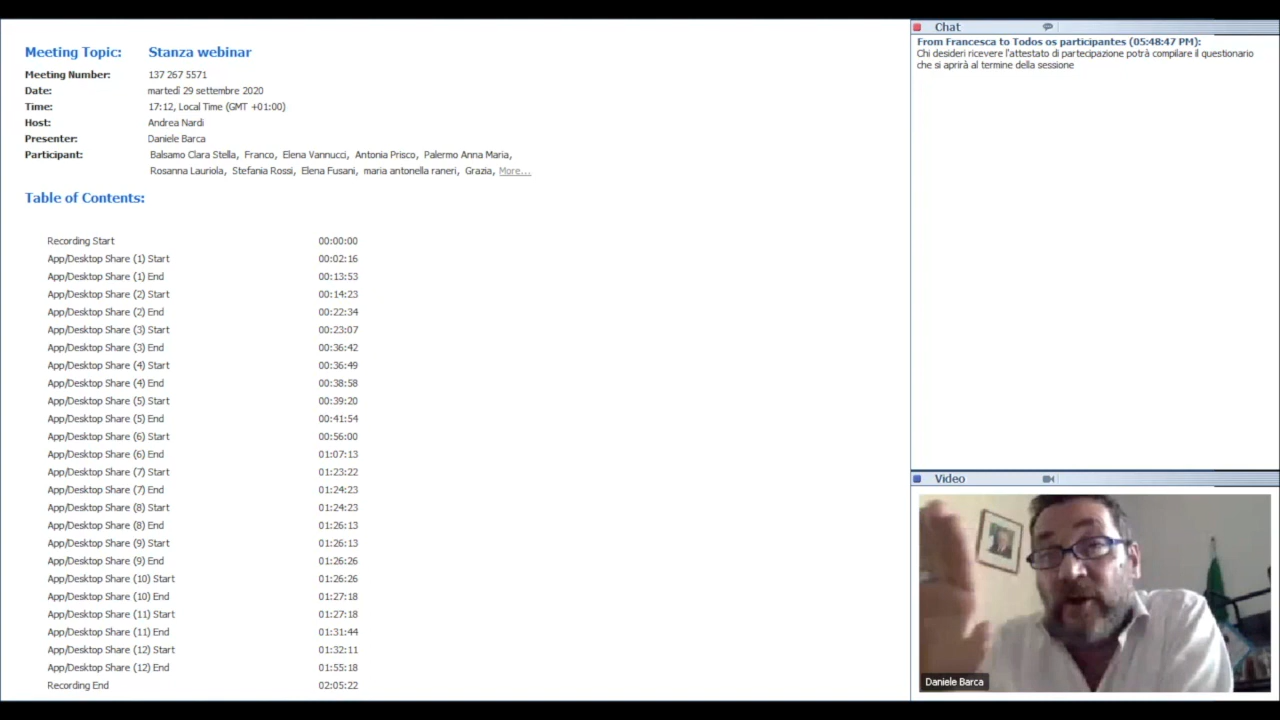 Meeting Topic: Stanza webinar
Meeting Number: 137 267 5571
Date: martedì 29 settembre 2020
Time: 17:12, Local Time (GMT +01:00)
Host: Andrea Nardi
Presenter: Daniele Barca
Participant: Balsamo Clara Stella, Franco, Elena Vannucci, Antonia Prisco, Palermo Anna Maria,
Rosanna Lauriola, Stefania Rossi, Elena Fusani, maria antonella raneri, Grazia, More...
Table of Contents:
Recording Start 00:00:00
App/Desktop Share (1) Start 00:02:16
App/Desktop Share (1) End 00:13:53
App/Desktop Share (2) Start 00:14:23
App/Desktop Share (2) End 00:22:34
App/Desktop Share (3) Start 00:23:07
App/Desktop Share (3) End 00:36:42
App/Desktop Share (4) Start 00:36:49
App/Desktop Share (4) End 00:38:58
App/Desktop Share (5) Start 00:39:20
App/Desktop Share (5) End 00:41:54
App/Desktop Share (6) Start 00:56:00
App/Desktop Share (6) End 01:07:13
App/Desktop Share (7) Start 01:23:22
App/Desktop Share (7) End 01:24:23
App/Desktop Share (8) Start 01:24:23
App/Desktop Share (8) End 01:26:13
App/Desktop Share (9) Start 01:26:13
App/Desktop Share (9) End 01:26:26
App/Desktop Share (10) Start 01:26:26
App/Desktop Share (10) End 01:27:18
App/Desktop Share (11) Start 01:27:18
App/Desktop Share (11) End 01:31:44
App/Desktop Share (12) Start 01:32:11
App/Desktop Share (12) End 01:55:18
Recording End 02:05:22
Chat
From Francesca to Todos os participantes (05:48:47 PM):
Chi desideri ricevere l'attestato di partecipazione potrà compilare il questionario
che si aprirà al termine della sessione
Video
Daniele Barca